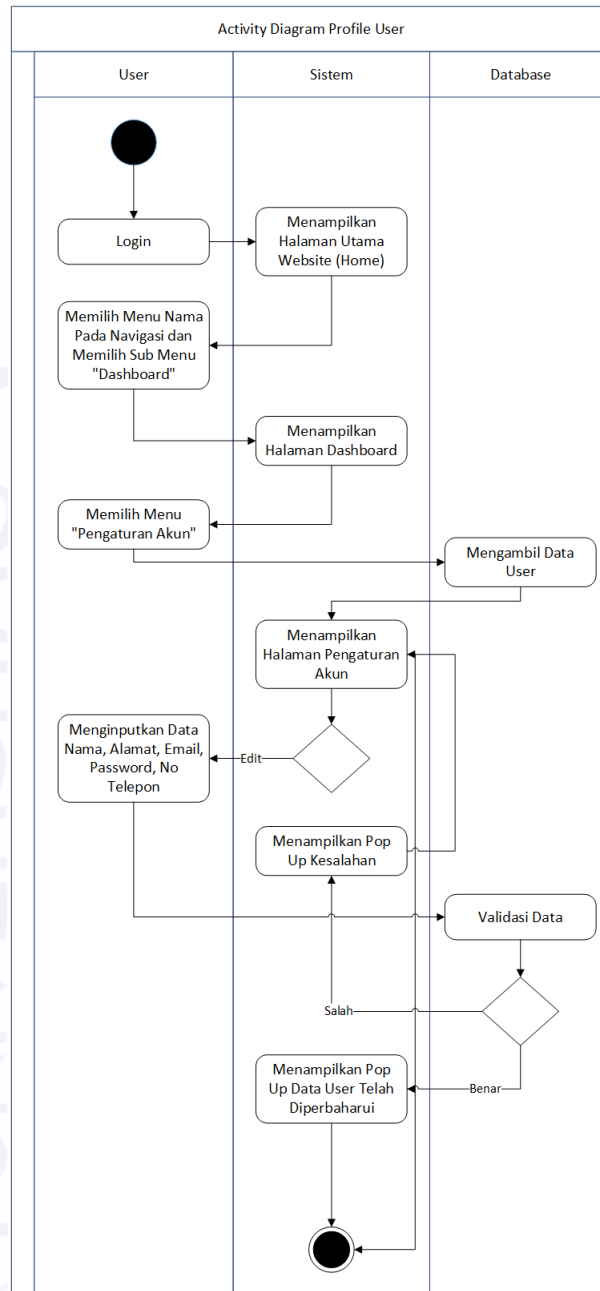 Activity Diagram Profile User
User
Sistem
Database
Login
Menampilkan
Halaman Utama
Website (Home)
Memilih Menu Nama
Pada Navigasi dan
Memilih Sub Menu
"Dashboard"
Menampilkan
Halaman Dashboard
Memilih Menu
"Pengaturan Akun"
Mengambil Data
User
Menampilkan
Halaman Pengaturan
Akun
Menginputkan Data
Nama, Alamat, Email,
Password, No
Telepon
Edit
Menampilkan Pop
Up Kesalahan
Validasi Data
Salah
Menampilkan Pop
Up Data User Telah
Diperbaharui
Benar